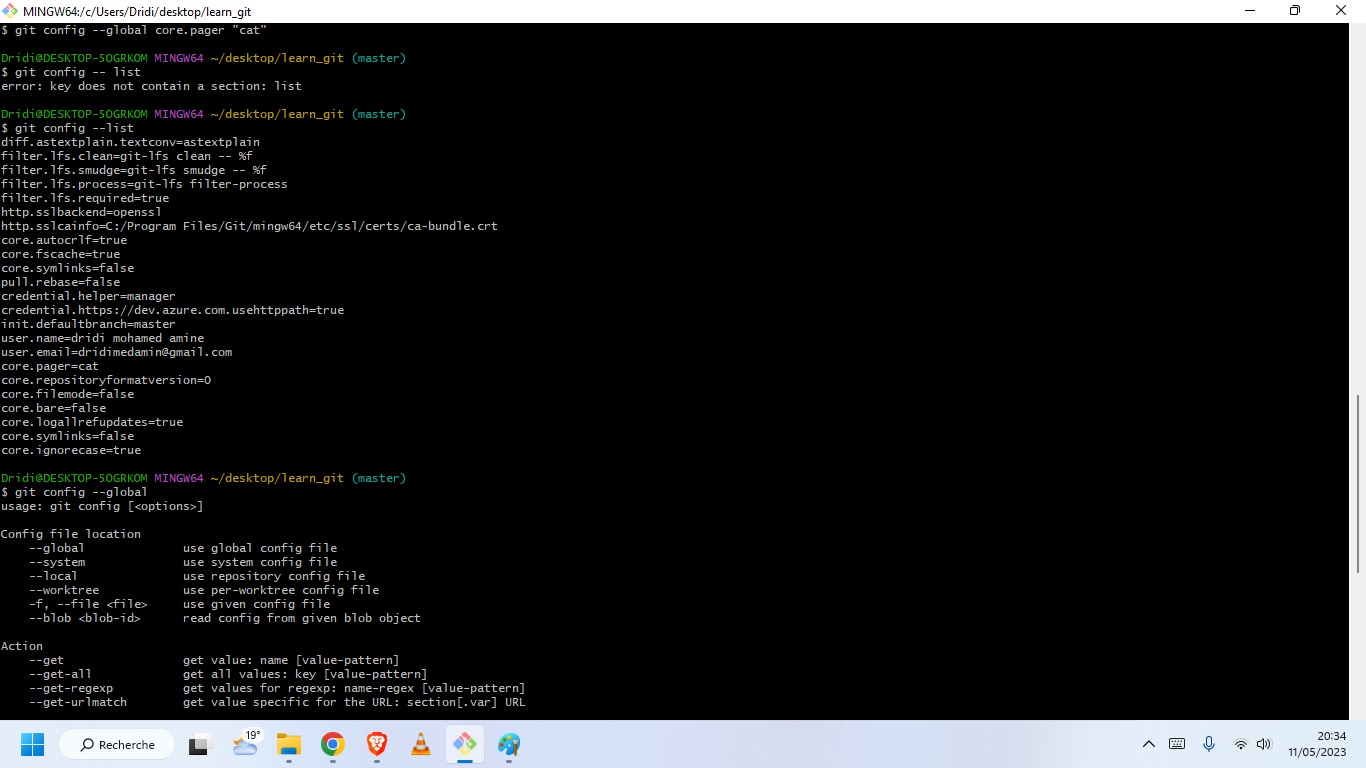 MINGW64:/c/Users/Dridi/desktop/learn_git
$ git config --global core.pager "cat"
Dridi@DESKTOP-5OGRKOM MINGW64 ~/desktop/learn_git (master)
$ git config -- list
error: key does not contain a section: list
Dridi@DESKTOP-5OGRKOM MINGW64 ~/desktop/learn_git (master)
$ git config --list
diff.astextplain.textconv=astextplain
filter.lfs.clean=git-lfs clean -- %f
filter.lfs.smudge=git-lfs smudge -- %f
filter.lfs.process=git-lfs filter-process
filter.lfs.required=true
http.sslbackend=openssl
http.sslcainfo=C:/Program Files/Git/mingw64/etc/ssl/certs/ca-bundle.crt
core.autocrlf=true
core.fscache=true
core.symlinks=false
pull.rebase=false
credential.helper=manager
credential.https://dev.azure.com.usehttppath=true
init.defaultbranch=master
user.name=dridi mohamed amine
user.email=dridimedamin@gmail.com
core.pager=cat
core.repositoryformatversion=0
core.filemode=false
core.bare=false
core.logallrefupdates=true
core.symlinks=false
core.ignorecase=true
Dridi@DESKTOP-5OGRKOM MINGW64 ~/desktop/learn_git (master)
$ git config --global
usage: git config [<options>]
Config file location
--global use global config file
--system use system config file
--local use repository config file
--worktree use per-worktree config file
-f, --file <file> use given config file
--blob <blob-id> read config from given blob object
Action
--get get value: name [value-pattern]
--get-all get all values: key [value-pattern]
--get-regexp get values for regexp: name-regex [value-pattern]
--get-urlmatch get value specific for the URL: section[.var] URL
Recherche
19°
20:34
11/05/2023